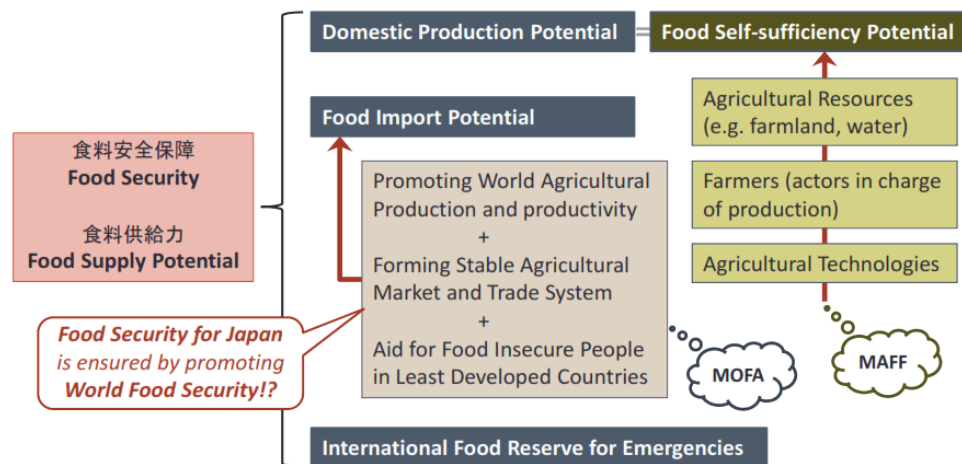 Domestic Production Potential
=
Food Self-sufficiency Potential
Agricultural Resources
(e.g. farmland, water)
Farmers (actors in charge
of production)
Agricultural Technologies
MAFF
Food Import Potential
Promoting World Agricultural
Production and productivity
+
Forming Stable Agricultural
Market and Trade System
+
Aid for Food Insecure People
in Least Developed Countries
MOFA
食料安全保障
Food Security
食料供給力
Food Supply Potential
Food Security for Japan
is ensured by promoting
World Food Security!?
International Food Reserve for Emergencies